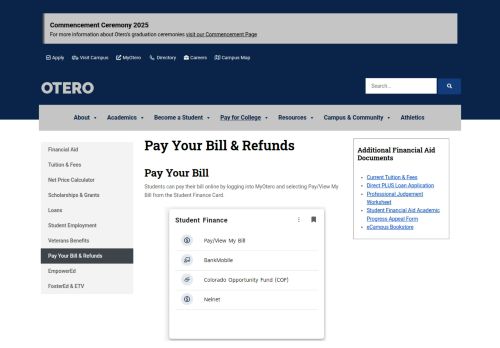 Commencement Ceremony 2025
For more information about Otero's graduation ceremonies visit our Commencement Page
Apply
Visit Campus
MyOtero
Directory
Careers
Campus Map
OTERO
Search...
About
Academics
Become a Student
Pay for College
Resources
Campus & Community
Athletics
Financial Aid
Tuition & Fees
Net Price Calculator
Scholarships & Grants
Loans
Student Employment
Veterans Benefits
Pay Your Bill & Refunds
EmpowerEd
FosterEd & ETV
Pay Your Bill & Refunds
Pay Your Bill
Students can pay their bill online by logging into MyOtero and selecting Pay/View My
Bill from the Student Finance Card.
Student Finance
Pay/View My Bill
BankMobile
Colorado Opportunity Fund (COF)
Nelnet
Additional Financial Aid
Documents
Current Tuition & Fees
Direct PLUS Loan Application
Professional Judgement
Worksheet
Student Financial Aid Academic
Progress Appeal Form
eCampus Bookstore